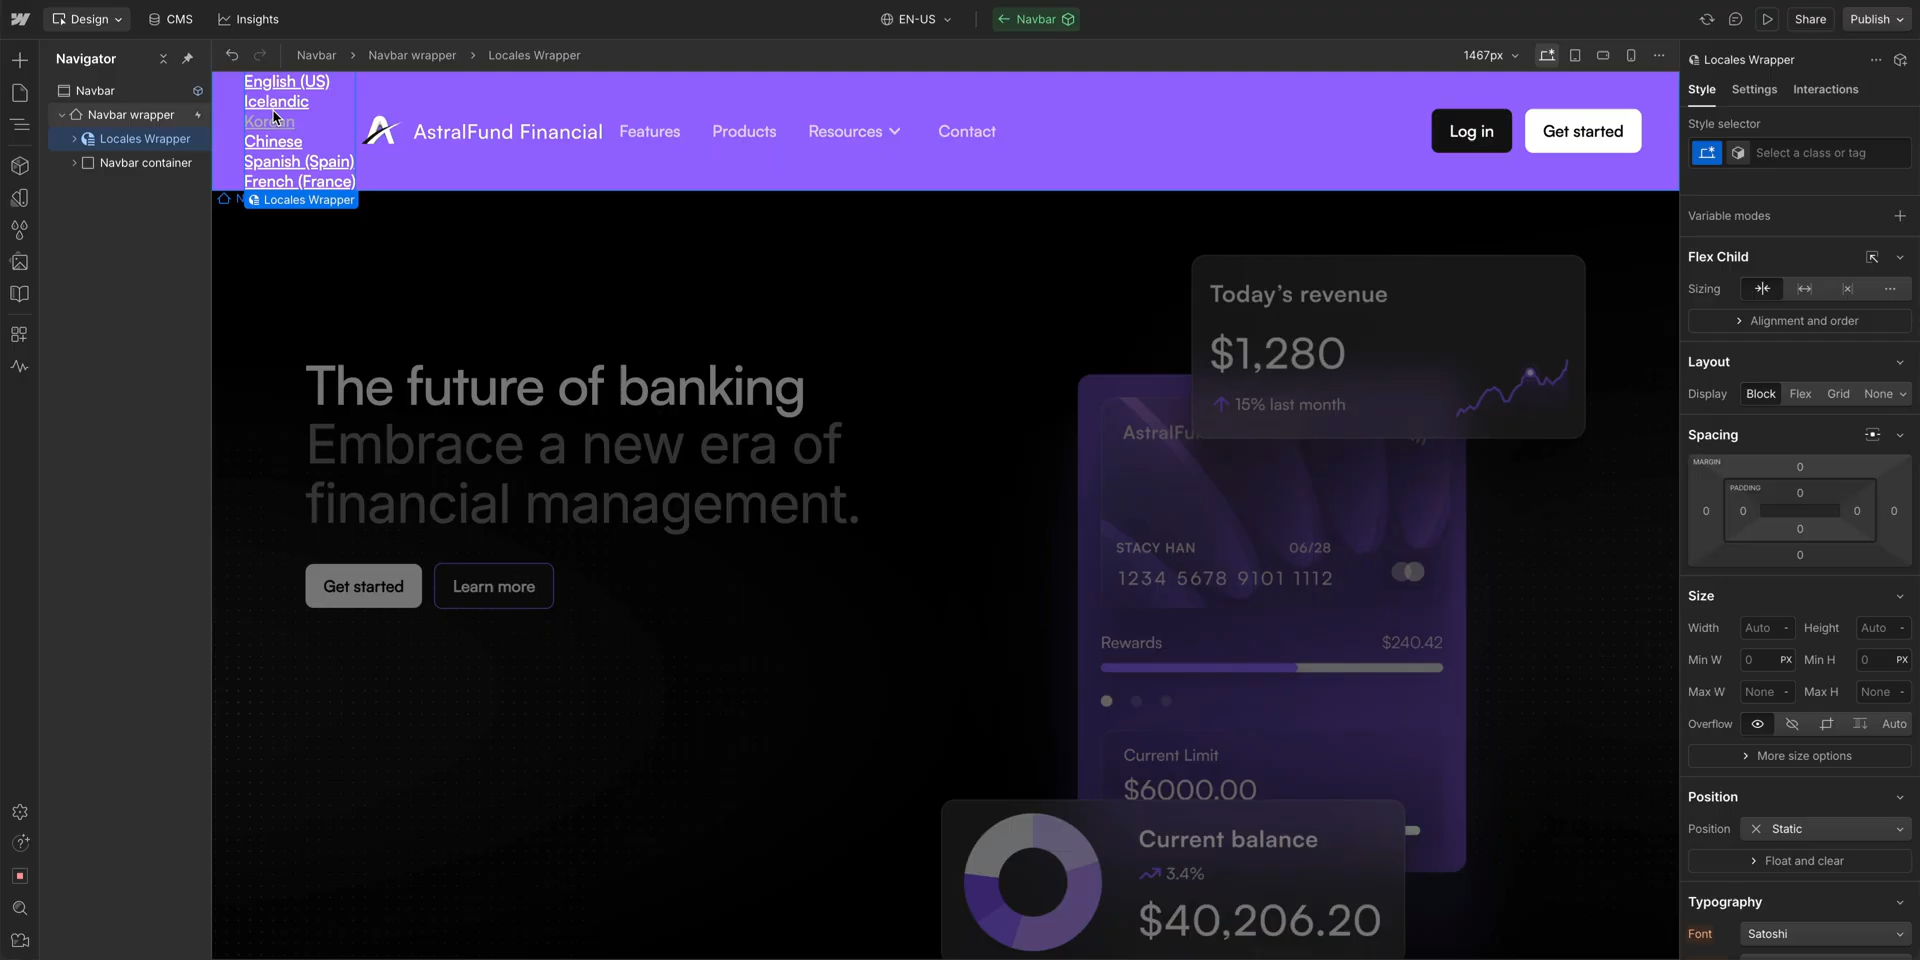 Design
CMS
Insights
EN-US
Navbar
Share
Publish
Navigator
Navbar
Navbar wrapper
Locales Wrapper
Navbar container
Navbar
Navbar wrapper
Locales Wrapper
1467px
English (US)
Icelandic
Korean
Chinese
Spanish (Spain)
French (France)
Locales Wrapper
AstralFund Financial
Features
Products
Resources
Contact
Log in
Get started
The future of banking
Embrace a new era of
financial management.
Get started
Learn more
Today's revenue
$1,280
15% last month
STACY HAN
06/28
1234 5678 9101 1112
Rewards
$240.42
Current Limit
$6000.00
Current balance
3.4%
$40,206.20
Locales Wrapper
Style
Settings
Interactions
Style selector
Select a class or tag
Variable modes
Flex Child
Sizing
Alignment and order
Layout
Display
Block
Flex
Grid
None
Spacing
MARGIN
0
PADDING
0
0
0
0
0
0
0
Size
Width
Auto
-
Height
Auto
-
Min W
0
PX
Min H
0
PX
Max W
None
-
Max H
None
-
Overflow
Auto
More size options
Position
Position
Static
Float and clear
Typography
Font
Satoshi